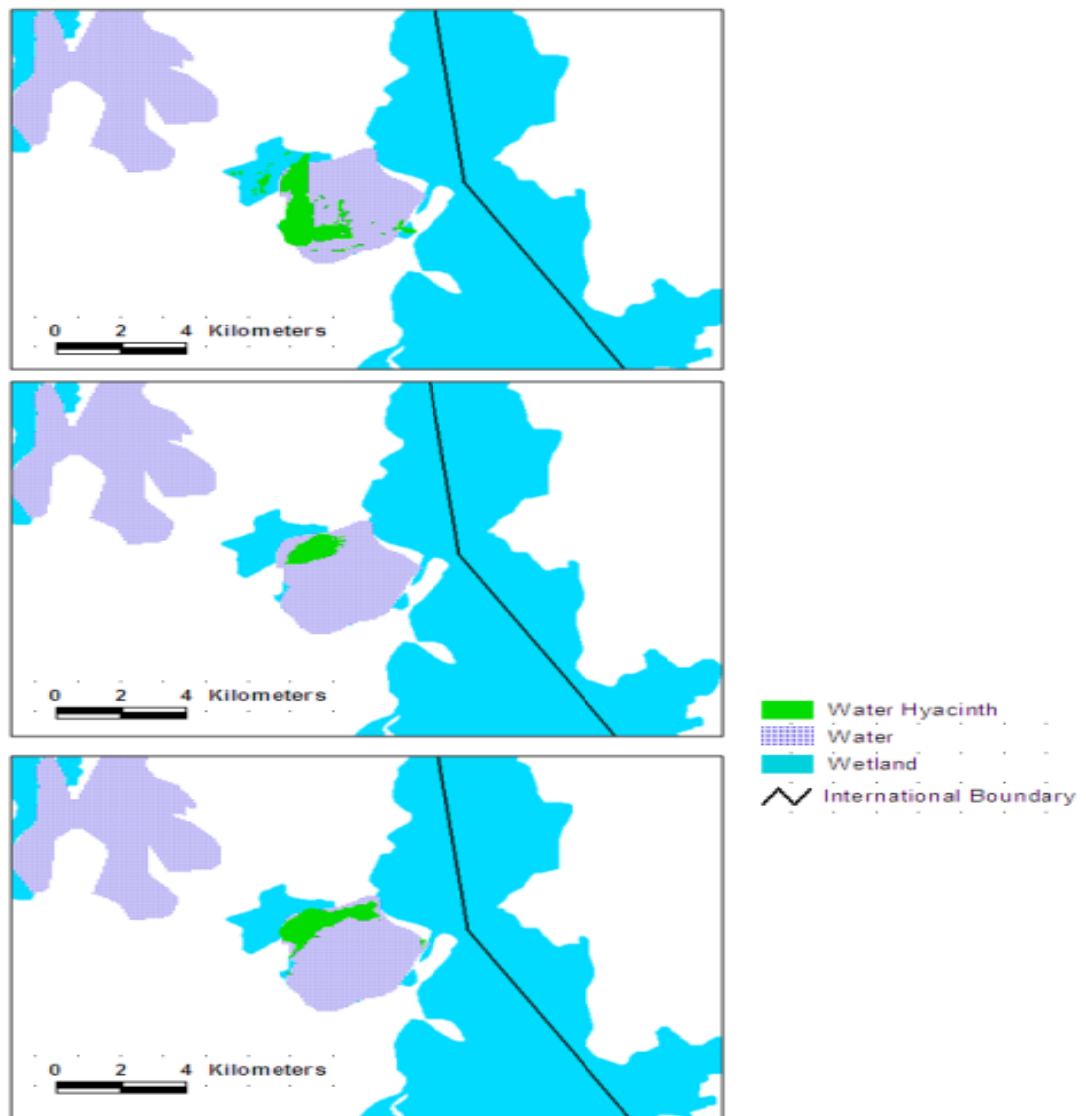 0 2 4 Kilometers
0 2 4 Kilometers
Water Hyacinth
Water
Wetland
International Boundary
0 2 4 Kilometers